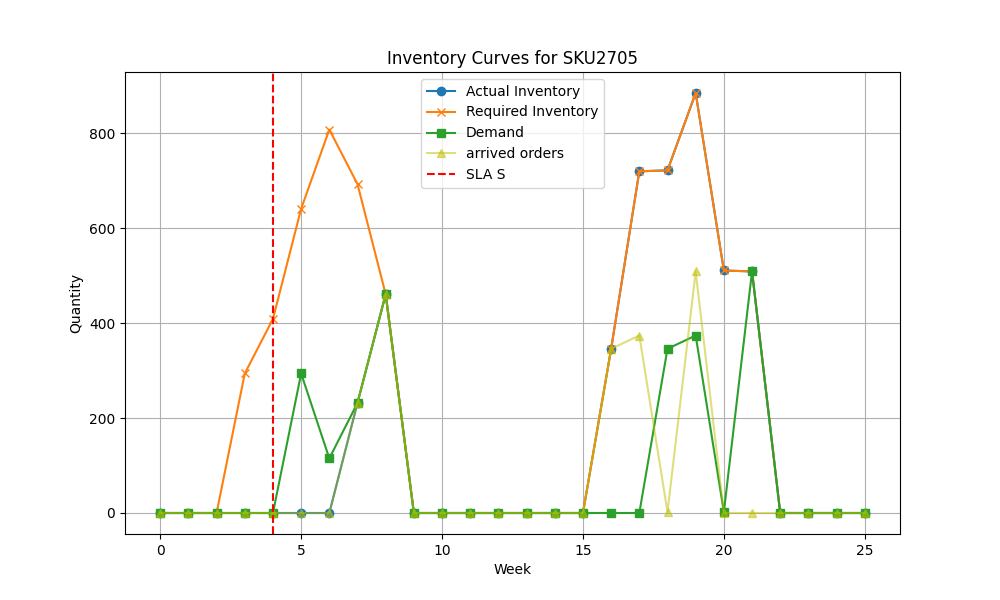 Inventory Curves for SKU2705
Actual Inventory
Required Inventory
Demand
arrived orders
SLA S
Quantity
800
600
400
200
0
0
5
10
15
20
25
Week